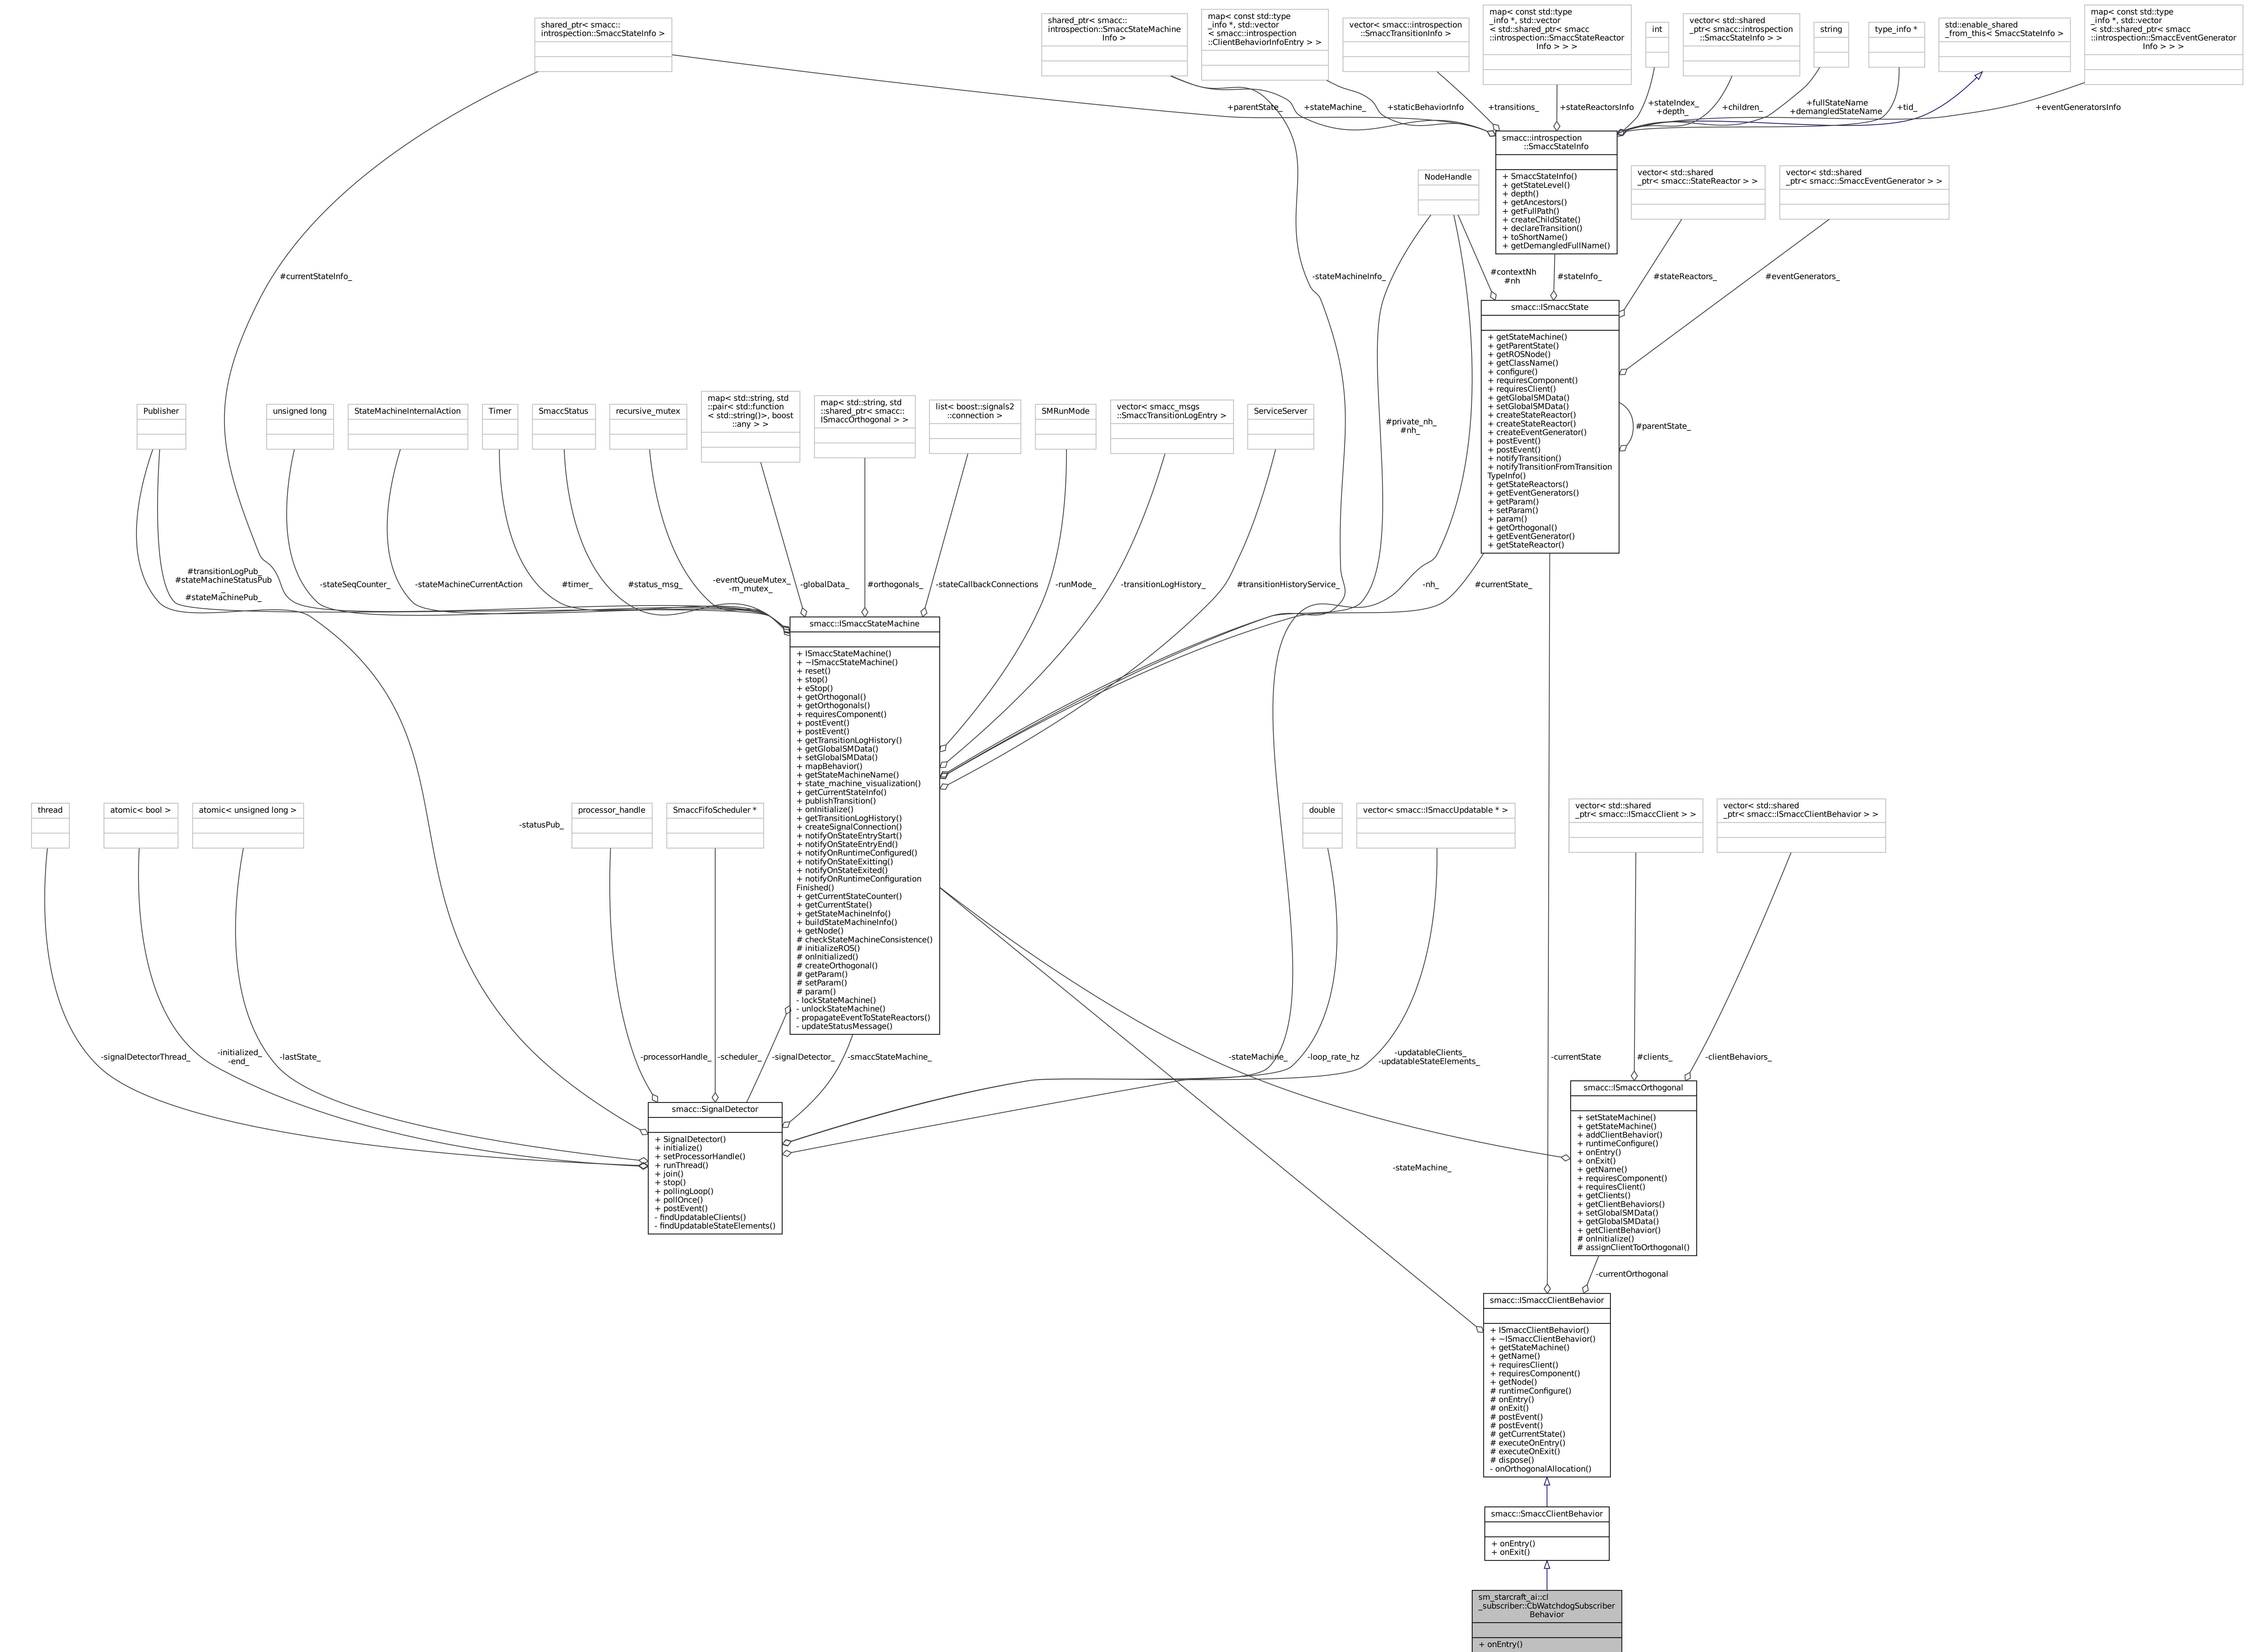 shared_ptr< smacc::
introspection::SmaccStateInfo >
shared_ptr< smacc::
introspection::SmaccStateMachine
Info >
map< const std::type
_info *, std::vector
< smacc::introspection
::ClientBehaviorInfoEntry > >
vector< smacc::introspection
::SmaccTransitionInfo >
map< const std::type
_info *, std::vector
< std::shared_ptr< smacc
::introspection::SmaccStateReactor
Info > > >
int
vector< std::shared
_ptr< smacc::introspection
::SmaccStateInfo > >
string
type_info *
std::enable_shared
_from_this< SmaccStateInfo >
map< const std::type
_info *, std::vector
< std::shared_ptr< smacc
::introspection::SmaccEventGenerator
Info > > >
+parentState_
+stateMachine_
+staticBehaviorInfo
+transitions_
+stateReactorsInfo
+stateIndex_
+depth_
+children_
+fullStateName
+demangledStateName
+tid_
+eventGeneratorsInfo
smacc::introspection
::SmaccStateInfo
+ SmaccStateInfo()
+ getStateLevel()
+ depth()
+ getAncestors()
+ getFullPath()
+ createChildState()
+ declareTransition()
+ toShortName()
+ getDemangledFullName()
NodeHandle
vector< std::shared
_ptr< smacc::StateReactor > >
vector< std::shared
_ptr< smacc::SmaccEventGenerator > >
#currentStateInfo_
-stateMachineInfo_
#contextNh
#nh
#stateInfo_
#stateReactors_
#eventGenerators_
smacc::ISmaccState
+ getStateMachine()
+ getParentState()
+ getROSNode()
+ getClassName()
+ configure()
+ requiresComponent()
+ requiresClient()
+ getGlobalSMData()
+ setGlobalSMData()
+ createStateReactor()
+ createStateReactor()
+ createEventGenerator()
+ postEvent()
+ postEvent()
+ notifyTransition()
+ notifyTransitionFromTransition
TypeInfo()
+ getStateReactors()
+ getEventGenerators()
+ getParam()
+ setParam()
+ param()
+ getOrthogonal()
+ getEventGenerator()
+ getStateReactor()
#parentState_
Publisher
unsigned long
StateMachineInternalAction
Timer
SmaccStatus
recursive_mutex
map< std::string, std
::pair< std::function
< std::string()>, boost
::any > >
map< std::string, std
::shared_ptr< smacc::
ISmaccOrthogonal > >
list< boost::signals2
::connection >
SMRunMode
vector< smacc_msgs
::SmaccTransitionLogEntry >
ServiceServer
#private_nh_
#nh_
#transitionLogPub_
#stateMachineStatusPub
_
#stateMachinePub_
-stateSeqCounter_
-stateMachineCurrentAction
#timer_
#status_msg_
-eventQueueMutex_
-m_mutex_
-globalData_
#orthogonals_
-stateCallbackConnections
-runMode_
-transitionLogHistory_
#transitionHistoryService_
-nh_
#currentState_
smacc::ISmaccStateMachine
+ ISmaccStateMachine()
+ ~ISmaccStateMachine()
+ reset()
+ stop()
+ eStop()
+ getOrthogonal()
+ getOrthogonals()
+ requiresComponent()
+ postEvent()
+ postEvent()
+ getTransitionLogHistory()
+ getGlobalSMData()
+ setGlobalSMData()
+ mapBehavior()
+ getStateMachineName()
+ state_machine_visualization()
+ getCurrentStateInfo()
+ publishTransition()
+ onInitialize()
+ getTransitionLogHistory()
+ createSignalConnection()
+ notifyOnStateEntryStart()
+ notifyOnStateEntryEnd()
+ notifyOnRuntimeConfigured()
+ notifyOnStateExitting()
+ notifyOnStateExited()
+ notifyOnRuntimeConfiguration
Finished()
+ getCurrentStateCounter()
+ getCurrentState()
+ getStateMachineInfo()
+ buildStateMachineInfo()
+ getNode()
# checkStateMachineConsistence()
# initializeROS()
# onInitialized()
# createOrthogonal()
# getParam()
# setParam()
# param()
- lockStateMachine()
- unlockStateMachine()
- propagateEventToStateReactors()
- updateStatusMessage()
thread
atomic< bool >
atomic< unsigned long >
-statusPub_
processor_handle
SmaccFifoScheduler *
double
vector< smacc::ISmaccUpdatable * >
vector< std::shared
_ptr< smacc::ISmaccClient > >
vector< std::shared
_ptr< smacc::ISmaccClientBehavior > >
-signalDetectorThread_
-initialized_
-end_
-lastState_
-processorHandle_
-scheduler_
-signalDetector_
-smaccStateMachine_
-stateMachine_
-loop_rate_hz
-updatableClients_
-updatableStateElements_
-currentState
#clients_
-clientBehaviors_
smacc::SignalDetector
+ SignalDetector()
+ initialize()
+ setProcessorHandle()
+ runThread()
+ join()
+ stop()
+ pollingLoop()
+ pollOnce()
+ postEvent()
- findUpdatableClients()
- findUpdatableStateElements()
smacc::ISmaccOrthogonal
+ setStateMachine()
+ getStateMachine()
+ addClientBehavior()
+ runtimeConfigure()
+ onEntry()
+ onExit()
+ getName()
+ requiresComponent()
+ requiresClient()
+ getClients()
+ getClientBehaviors()
+ setGlobalSMData()
+ getGlobalSMData()
+ getClientBehavior()
# onInitialize()
# assignClientToOrthogonal()
-stateMachine_
-currentOrthogonal
smacc::ISmaccClientBehavior
+ ISmaccClientBehavior()
+ ~ISmaccClientBehavior()
+ getStateMachine()
+ getName()
+ requiresClient()
+ requiresComponent()
+ getNode()
# runtimeConfigure()
# onEntry()
# onExit()
# postEvent()
# postEvent()
# getCurrentState()
# executeOnEntry()
# executeOnExit()
# dispose()
- onOrthogonalAllocation()
smacc::SmaccClientBehavior
+ onEntry()
+ onExit()
sm_starcraft_ai::cl
_subscriber::CbWatchdogSubscriber
Behavior
+ onEntry()